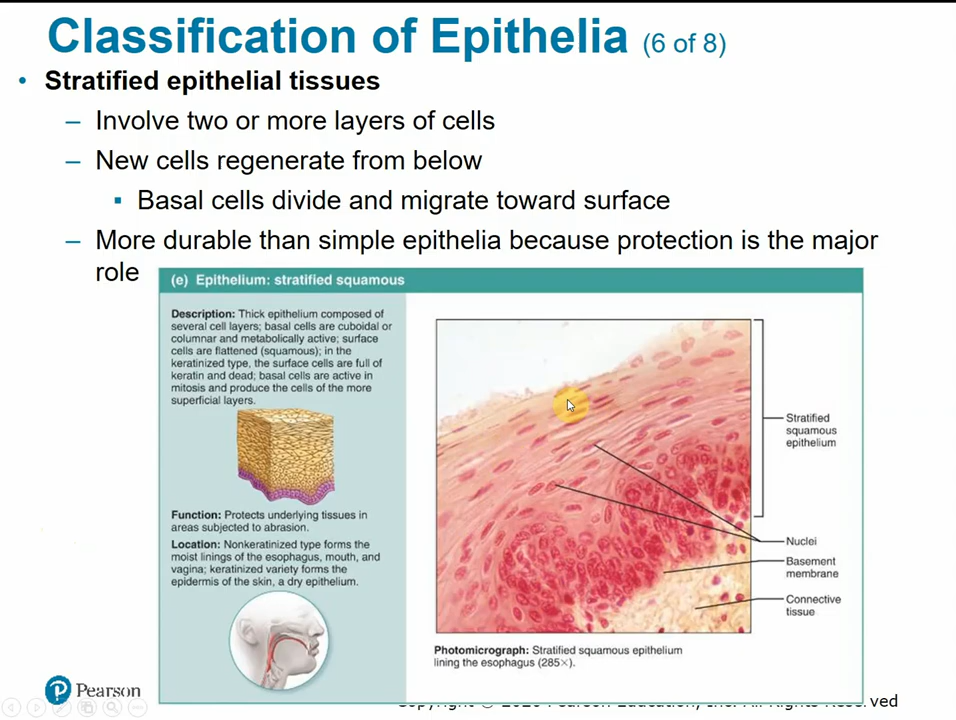 Classification of Epithelia (6 of 8)
• Stratified epithelial tissues
– Involve two or more layers of cells
– New cells regenerate from below
▪ Basal cells divide and migrate toward surface
– More durable than simple epithelia because protection is the major
role
(e) Epithelium: stratified squamous
Description: Thick epithelium composed of
several cell layers; basal cells are cuboidal or
columnar and metabolically active; surface
cells are flattened (squamous); in the
keratinized type, the surface cells are full of
keratin and dead; basal cells are active in
mitosis and produce the cells of the more
superficial layers.
Function: Protects underlying tissues in
areas subjected to abrasion.
Location: Nonkeratinized type forms the
moist linings of the esophagus, mouth, and
vagina; keratinized variety forms the
epidermis of the skin, a dry epithelium.
Stratified
squamous
epithelium
Nuclei
Basement
membrane
Connective
tissue
Photomicrograph: Stratified squamous epithelium
lining the esophagus (285×).
P Pearson